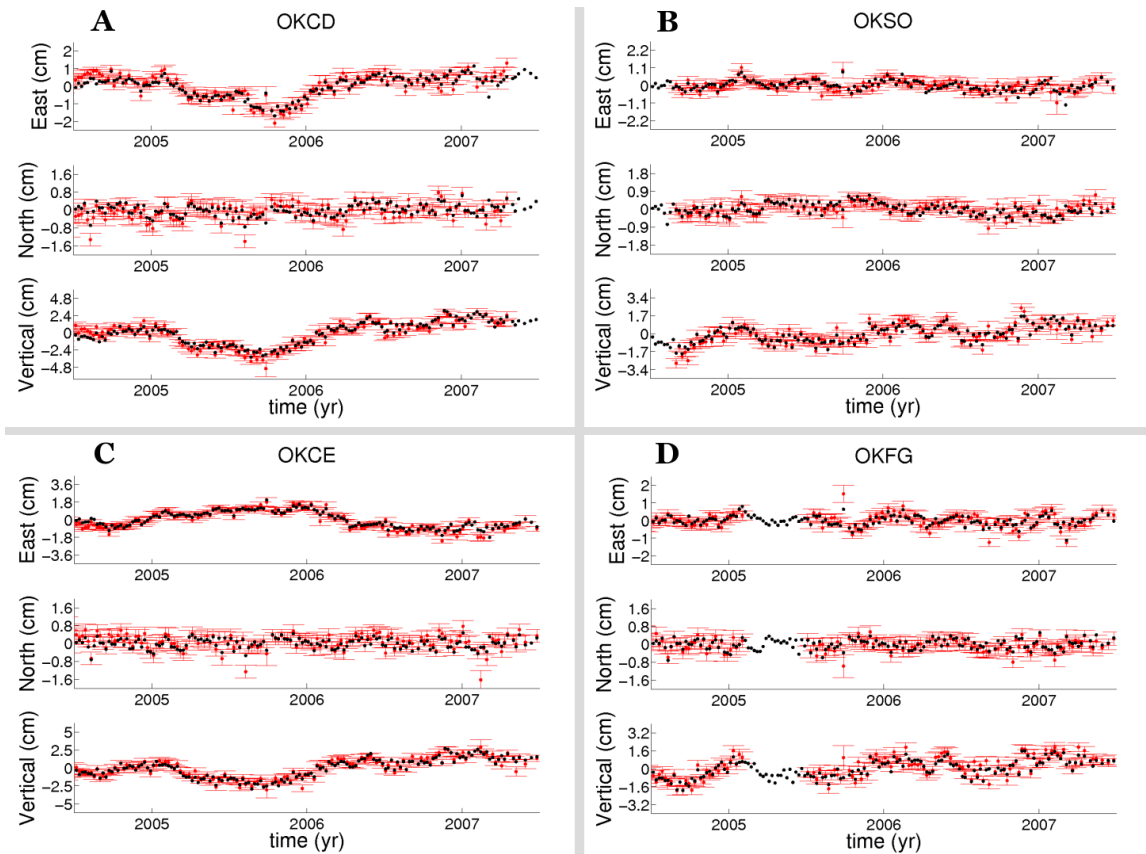 A OKCD
East (cm)
2
1
0
−1
−2
2005 2006 2007
North (cm)
1.6
0.8
0
−0.8
−1.6
2005 2006 2007
Vertical (cm)
4.8
2.4
0
−2.4
−4.8
2005 2006 2007
time (yr)
B OKSO
East (cm)
2.2
1.1
0
−1.1
−2.2
2005 2006 2007
North (cm)
1.8
0.9
0
−0.9
−1.8
2005 2006 2007
Vertical (cm)
3.4
1.7
0
−1.7
−3.4
2005 2006 2007
time (yr)
C OKCE
East (cm)
3.6
1.8
0
−1.8
−3.6
2005 2006 2007
North (cm)
1.6
0.8
0
−0.8
−1.6
2005 2006 2007
Vertical (cm)
5
2.5
0
−2.5
−5
2005 2006 2007
time (yr)
D OKFG
East (cm)
2
1
0
−1
−2
2005 2006 2007
North (cm)
1.6
0.8
0
−0.8
−1.6
2005 2006 2007
Vertical (cm)
3.2
1.6
0
−1.6
−3.2
2005 2006 2007
time (yr)